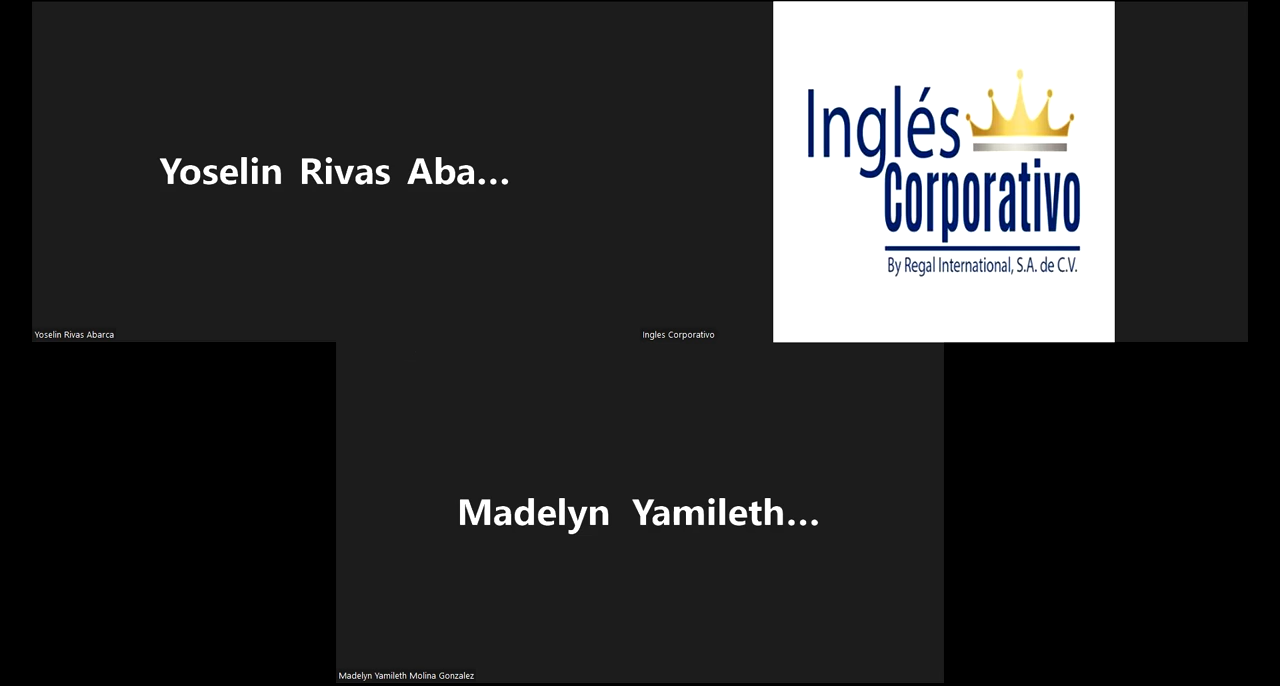 Yoselin Rivas Aba...
Yoselin Rivas Abarca
Inglés
Corporativo
By Regal International, S.A. de C.V.
Ingles Corporativo
Madelyn Yamileth...
Madelyn Yamileth Molina Gonzalez